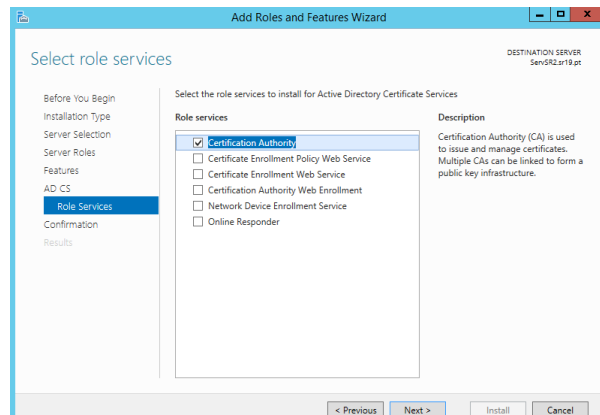 Add Roles and Features Wizard
Select role services
DESTINATION SERVER
ServSR2.sr19.pt
Before You Begin
Installation Type
Server Selection
Server Roles
Features
AD CS
Role Services
Confirmation
Results
Select the role services to install for Active Directory Certificate Services
Role services
Certification Authority
Certificate Enrollment Policy Web Service
Certificate Enrollment Web Service
Certification Authority Web Enrollment
Network Device Enrollment Service
Online Responder
Description
Certification Authority (CA) is used
to issue and manage certificates.
Multiple CAs can be linked to form a
public key infrastructure.
< Previous
Next >
Install
Cancel